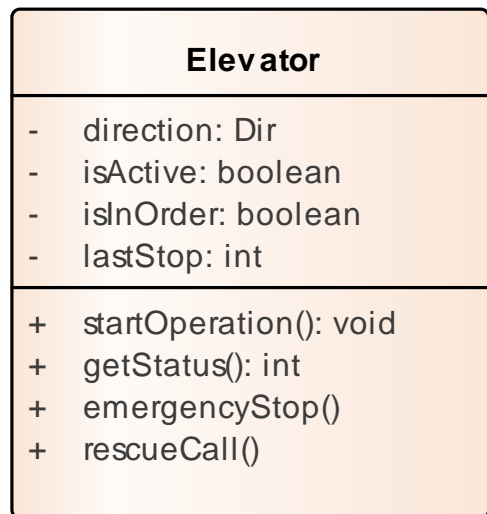 Elevator
- direction: Dir
- isActive: boolean
- isInOrder: boolean
- lastStop: int
+ startOperation(): void
+ getStatus(): int
+ emergencyStop()
+ rescueCall()